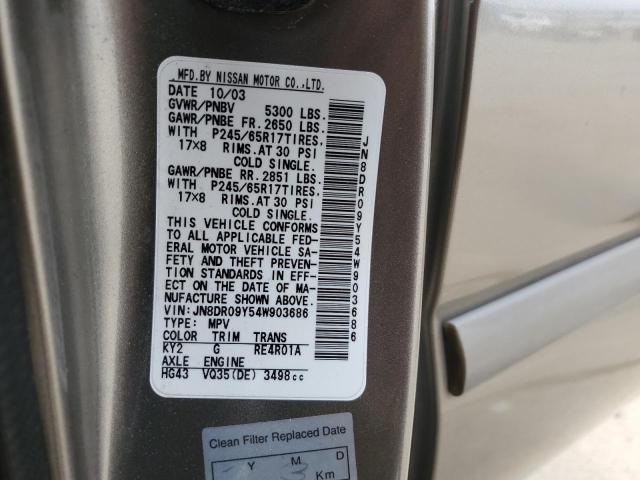 MFD.BY NISSAN MOTOR CO.,LTD.
DATE 10/03
GVWR/PNBV 5300 LBS.
GAWR/PNBE FR. 2650 LBS.
WITH P245/65R17TIRES.
17×8 RIMS.AT 30 PSI
COLD SINGLE.
GAWR/PNBE RR. 2851 LBS.
WITH P245/65R17TIRES.
17×8 RIMS.AT 30 PSI
COLD SINGLE.
THIS VEHICLE CONFORMS
TO ALL APPLICABLE FED-
ERAL MOTOR VEHICLE SA-
FETY AND THEFT PREVEN-
TION STANDARDS IN EFF-
ECT ON THE DATE OF MA-
NUFACTURE SHOWN ABOVE.
VIN: JN8DR09Y54W903686
TYPE: MPV
COLOR TRIM TRANS
KY2 G RE4R01A
AXLE ENGINE
HG43 VQ35(DE) 3498cc
JN8DR09Y54W903686
Clean Filter Replaced Date
Y M D
Km